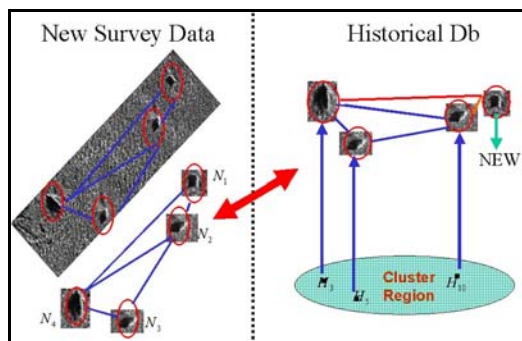 New Survey Data
Historical Db
N₁
N₂
N₄
N₃
NEW
Cluster
Region
H₃
H₅
H₁₀